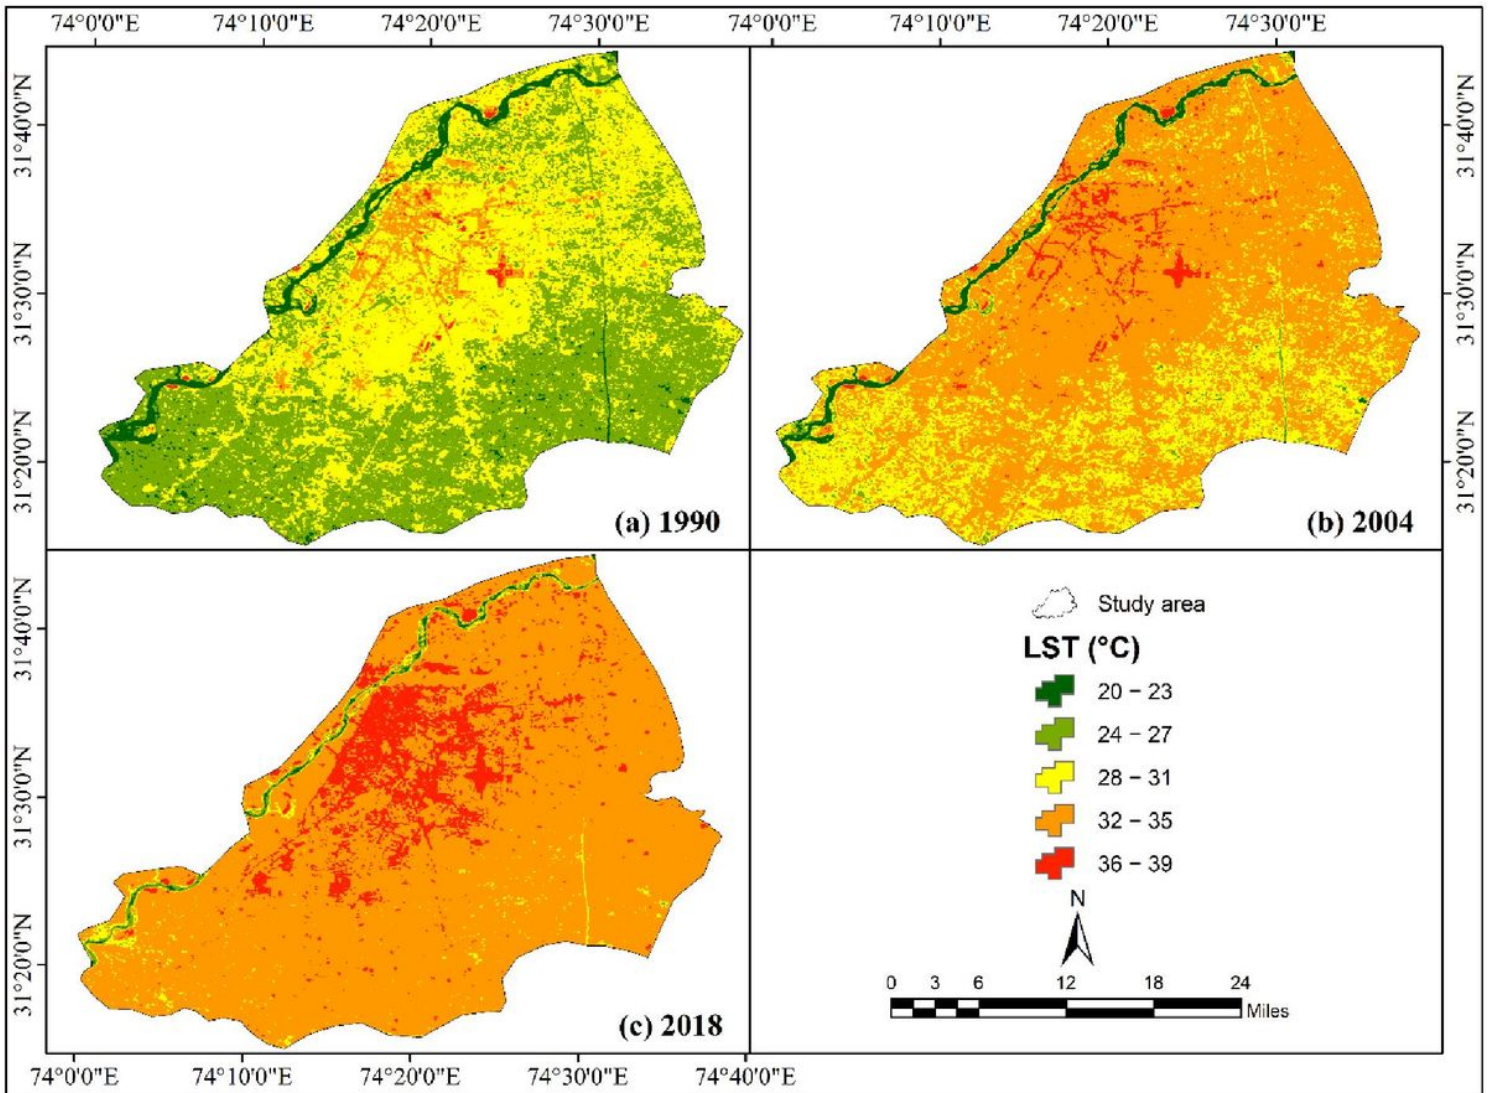 74°0'0"E 74°10'0"E 74°20'0"E 74°30'0"E 74°0'0"E 74°10'0"E 74°20'0"E 74°30'0"E
31°40'0"N
31°30'0"N
31°20'0"N
(a) 1990
31°40'0"N
31°30'0"N
31°20'0"N
(b) 2004
31°40'0"N
31°30'0"N
31°20'0"N
(c) 2018
74°0'0"E 74°10'0"E 74°20'0"E 74°30'0"E 74°40'0"E
Study area
LST (°C)
20 – 23
24 – 27
28 – 31
32 – 35
36 – 39
N
0 3 6 12 18 24
Miles